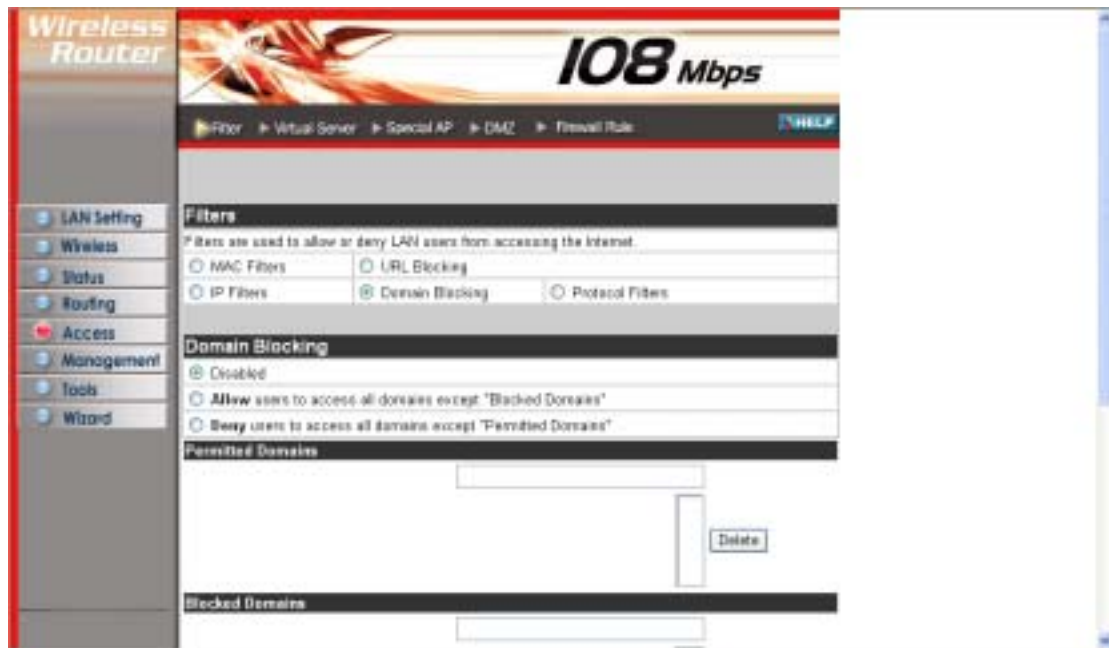 Wireless
Router
108 Mbps
Filter Virtual Server Special AP DMZ Firewall Rule HELP
LAN Setting
Wireless
Status
Routing
Access
Management
Tools
Wizard
Filters
Filters are used to allow or deny LAN users from accessing the Internet.
MAC Filters URL Blocking
IP Filters Domain Blocking Protocol Filters
Domain Blocking
Disabled
Allow users to access all domains except "Blocked Domains"
Deny users to access all domains except "Permitted Domains"
Permitted Domains
Delete
Blocked Domains